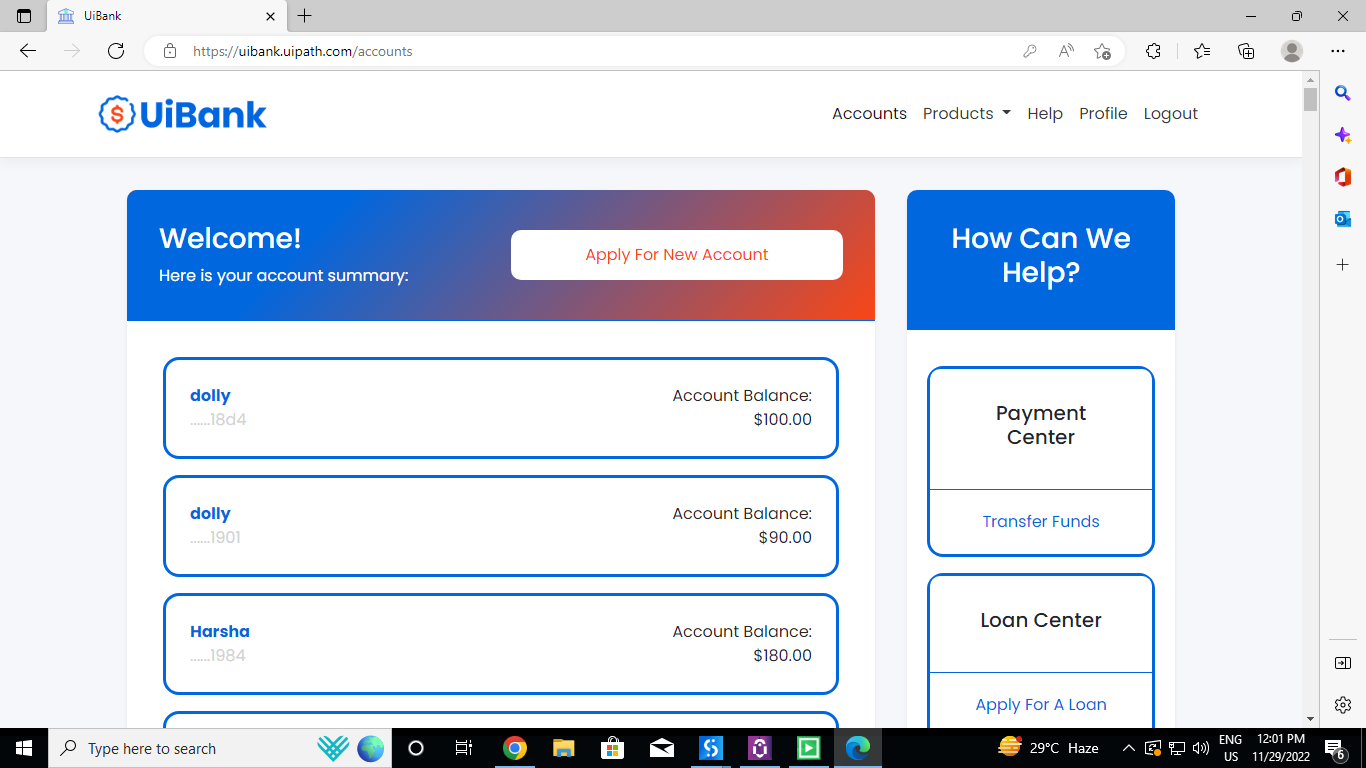 UiBank
https://uibank.uipath.com/accounts
UiBank
Accounts Products Help Profile Logout
Welcome!
Here is your account summary:
Apply For New Account
How Can We
Help?
dolly
......18d4
Account Balance:
$100.00
dolly
......1901
Account Balance:
$90.00
Harsha
......1984
Account Balance:
$180.00
Payment
Center
Transfer Funds
Loan Center
Apply For A Loan
Type here to search
29°C Haze
ENG
US
12:01 PM
11/29/2022
6